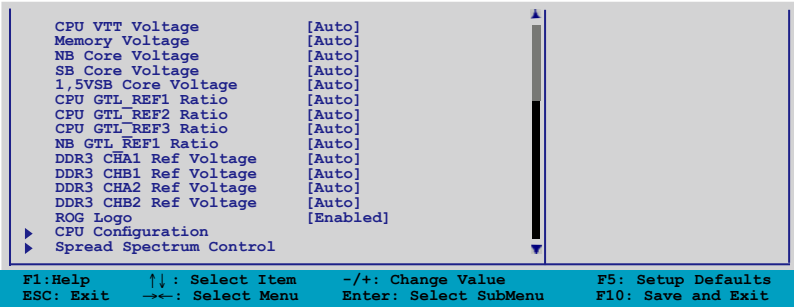 CPU VTT Voltage [Auto]
Memory Voltage [Auto]
NB Core Voltage [Auto]
SB Core Voltage [Auto]
1,5VSB Core Voltage [Auto]
CPU GTL_REF1 Ratio [Auto]
CPU GTL_REF2 Ratio [Auto]
CPU GTL_REF3 Ratio [Auto]
NB GTL_REF1 Ratio [Auto]
DDR3 CHA1 Ref Voltage [Auto]
DDR3 CHB1 Ref Voltage [Auto]
DDR3 CHA2 Ref Voltage [Auto]
DDR3 CHB2 Ref Voltage [Auto]
ROG Logo [Enabled]
CPU Configuration
Spread Spectrum Control
F1:Help ↑↓: Select Item -/+: Change Value F5: Setup Defaults
ESC: Exit →←: Select Menu Enter: Select SubMenu F10: Save and Exit